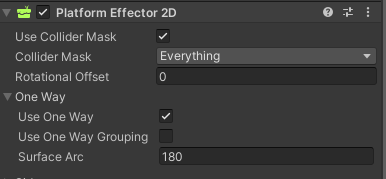 Platform Effector 2D
Use Collider Mask
Collider Mask Everything
Rotational Offset 0
One Way
Use One Way
Use One Way Grouping
Surface Arc 180